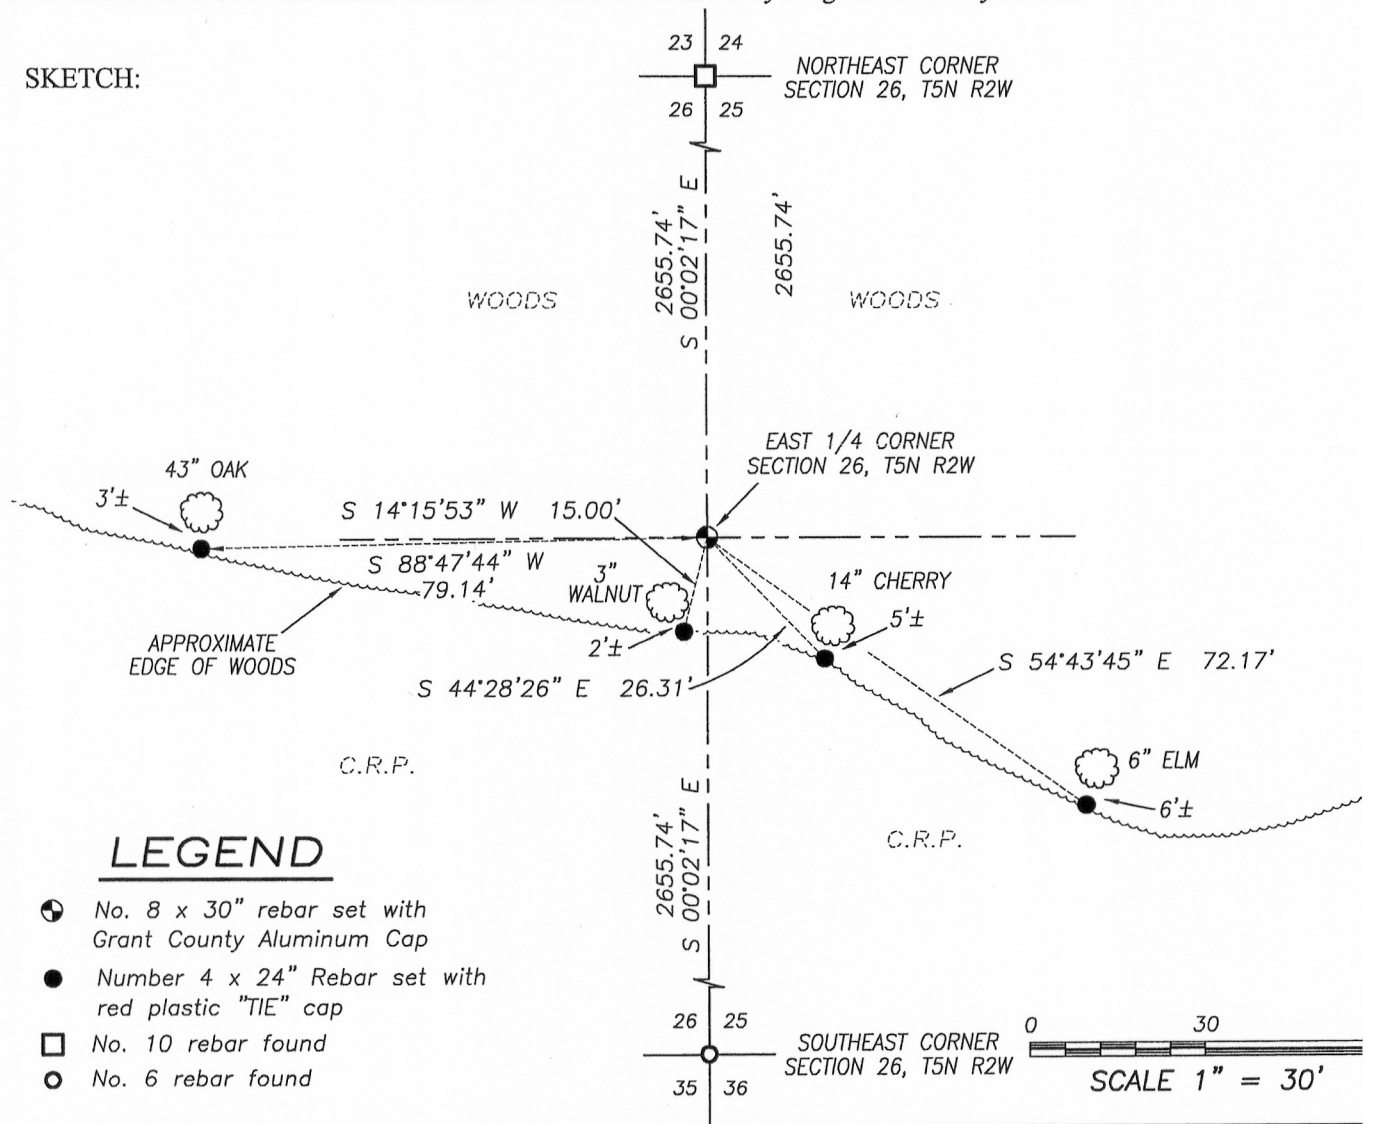 SKETCH:
23 24
NORTHEAST CORNER
SECTION 26, T5N R2W
26 25
2655.74'
S 00°02'17" E
2655.74'
WOODS
WOODS
EAST 1/4 CORNER
SECTION 26, T5N R2W
43" OAK
3'±
S 14°15'53" W 15.00'
S 88°47'44" W
79.14'
3"
WALNUT
14" CHERRY
5'±
2'±
APPROXIMATE
EDGE OF WOODS
S 44°28'26" E 26.31'
S 54°43'45" E 72.17'
6" ELM
6'±
C.R.P.
C.R.P.
2655.74'
S 00°02'17" E
LEGEND
No. 8 x 30" rebar set with
Grant County Aluminum Cap
Number 4 x 24" Rebar set with
red plastic "TIE" cap
No. 10 rebar found
No. 6 rebar found
26 25
SOUTHEAST CORNER
SECTION 26, T5N R2W
35 36
0 30
SCALE 1" = 30'